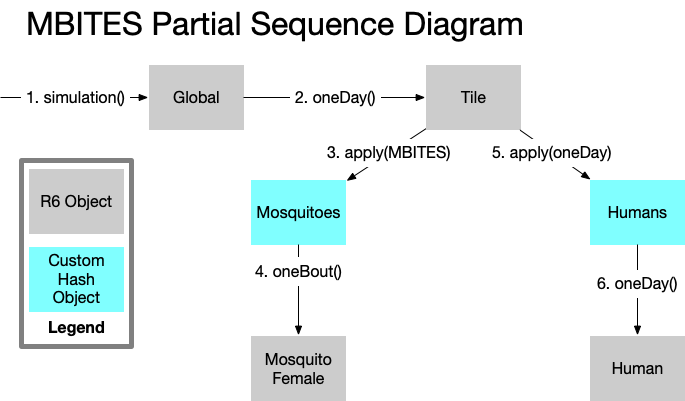 MBITES Partial Sequence Diagram
1. simulation()
Global
2. oneDay()
Tile
3. apply(MBITES)
5. apply(oneDay)
R6 Object
Custom
Hash
Object
Legend
Mosquitoes
Humans
4. oneBout()
6. oneDay()
Mosquito
Female
Human